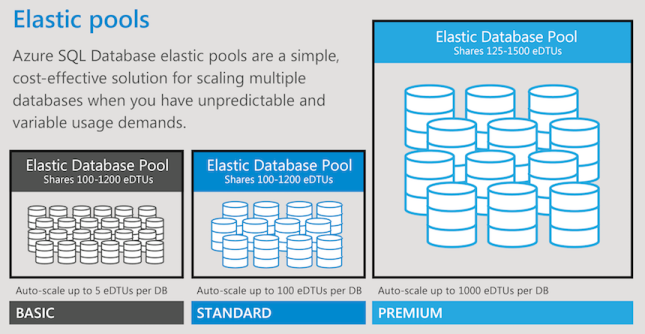 Elastic pools
Azure SQL Database elastic pools are a simple,
cost-effective solution for scaling multiple
databases when you have unpredictable and
variable usage demands.
Elastic Database Pool
Shares 100-1200 eDTUs
Auto-scale up to 5 eDTUs per DB
BASIC
Elastic Database Pool
Shares 100-1200 eDTUs
Auto-scale up to 100 eDTUs per DB
STANDARD
Elastic Database Pool
Shares 125-1500 eDTUs
Auto-scale up to 1000 eDTUs per DB
PREMIUM